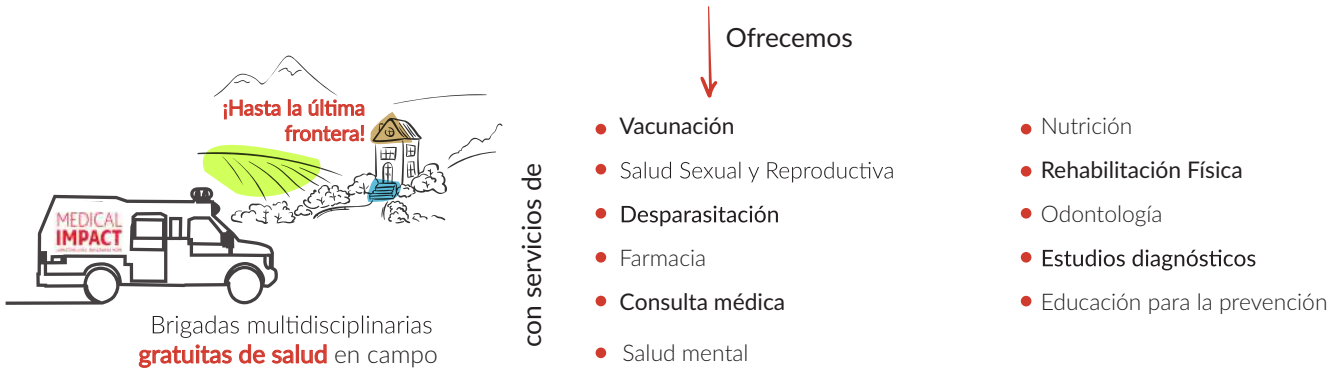 Ofrecemos
¡Hasta la última
frontera!
MEDICAL
IMPACT
Brigadas multidisciplinarias
gratuitas de salud en campo
con servicios de
Vacunación
Salud Sexual y Reproductiva
Desparasitación
Farmacia
Consulta médica
Salud mental
Nutrición
Rehabilitación Física
Odontología
Estudios diagnósticos
Educación para la prevención